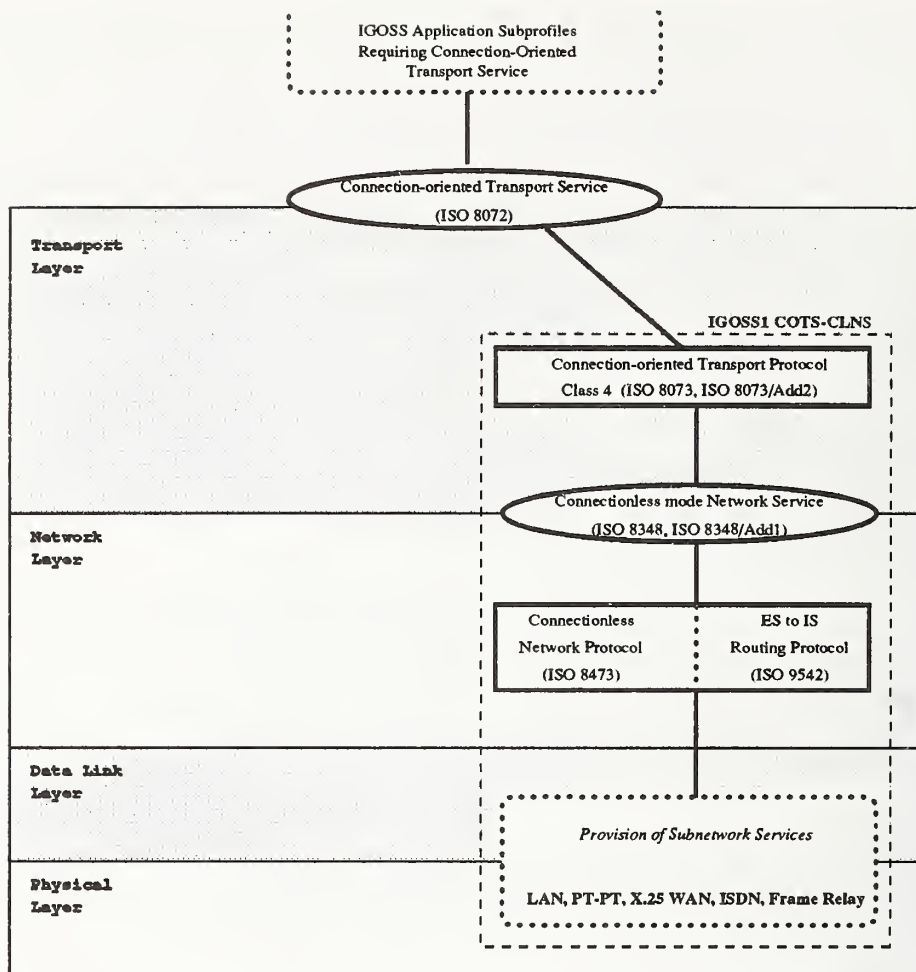 IGOSS Application Subprofiles
Requiring Connection-Oriented
Transport Service
Connection-oriented Transport Service
(ISO 8072)
Transport
Layer
IGOSS1 COTS-CLNS
Connection-oriented Transport Protocol
Class 4 (ISO 8073, ISO 8073/Add2)
Connectionless mode Network Service
(ISO 8348, ISO 8348/Add1)
Network
Layer
Connectionless
Network Protocol
(ISO 8473)
ES to IS
Routing Protocol
(ISO 9542)
Data Link
Layer
Provision of Subnetwork Services
Physical
Layer
LAN, PT-PT, X.25 WAN, ISDN, Frame Relay